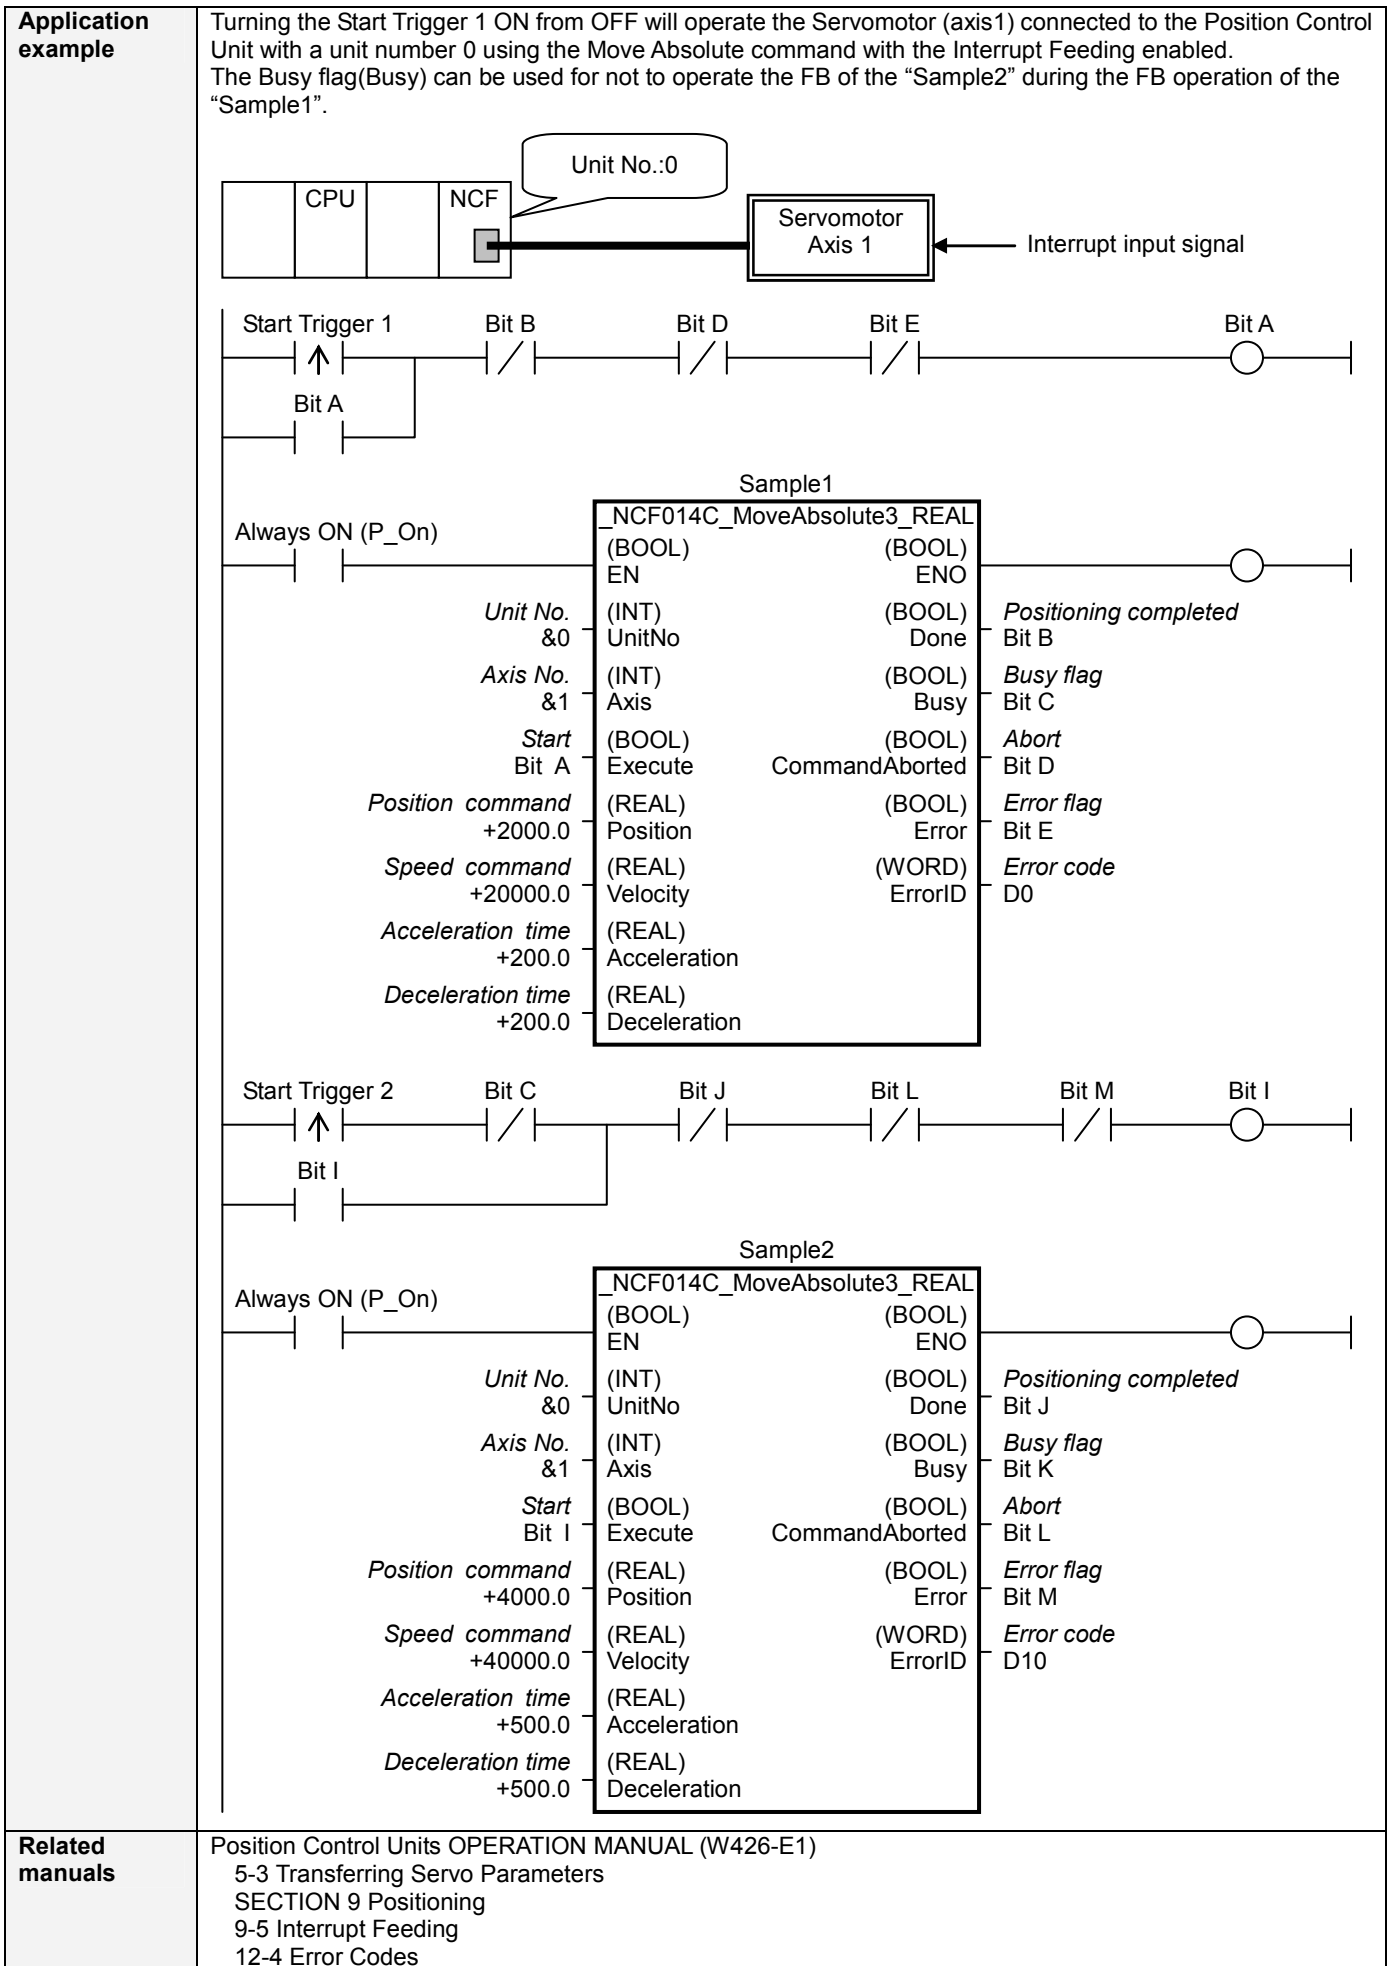 Application
example
Turning the Start Trigger 1 ON from OFF will operate the Servomotor (axis1) connected to the Position Control
Unit with a unit number 0 using the Move Absolute command with the Interrupt Feeding enabled.
The Busy flag(Busy) can be used for not to operate the FB of the “Sample2” during the FB operation of the
“Sample1”.
Unit No.:0
CPU NCF
Servomotor
Axis 1
Interrupt input signal
Start Trigger 1 Bit B Bit D Bit E Bit A
Bit A
Sample1
_NCF014C_MoveAbsolute3_REAL
Always ON (P_On)
(BOOL) (BOOL)
EN ENO
Unit No. (INT) (BOOL) Positioning completed
&0 UnitNo Done Bit B
Axis No. (INT) (BOOL) Busy flag
&1 Axis Busy Bit C
Start (BOOL) (BOOL) Abort
Bit A Execute CommandAborted Bit D
Position command (REAL) (BOOL) Error flag
+2000.0 Position Error Bit E
Speed command (REAL) (WORD) Error code
+20000.0 Velocity ErrorID D0
Acceleration time (REAL)
+200.0 Acceleration
Deceleration time (REAL)
+200.0 Deceleration
Start Trigger 2 Bit C Bit J Bit L Bit M Bit I
Bit I
Sample2
_NCF014C_MoveAbsolute3_REAL
Always ON (P_On)
(BOOL) (BOOL)
EN ENO
Unit No. (INT) (BOOL) Positioning completed
&0 UnitNo Done Bit J
Axis No. (INT) (BOOL) Busy flag
&1 Axis Busy Bit K
Start (BOOL) (BOOL) Abort
Bit I Execute CommandAborted Bit L
Position command (REAL) (BOOL) Error flag
+4000.0 Position Error Bit M
Speed command (REAL) (WORD) Error code
+40000.0 Velocity ErrorID D10
Acceleration time (REAL)
+500.0 Acceleration
Deceleration time (REAL)
+500.0 Deceleration
Related
manuals
Position Control Units OPERATION MANUAL (W426-E1)
5-3 Transferring Servo Parameters
SECTION 9 Positioning
9-5 Interrupt Feeding
12-4 Error Codes